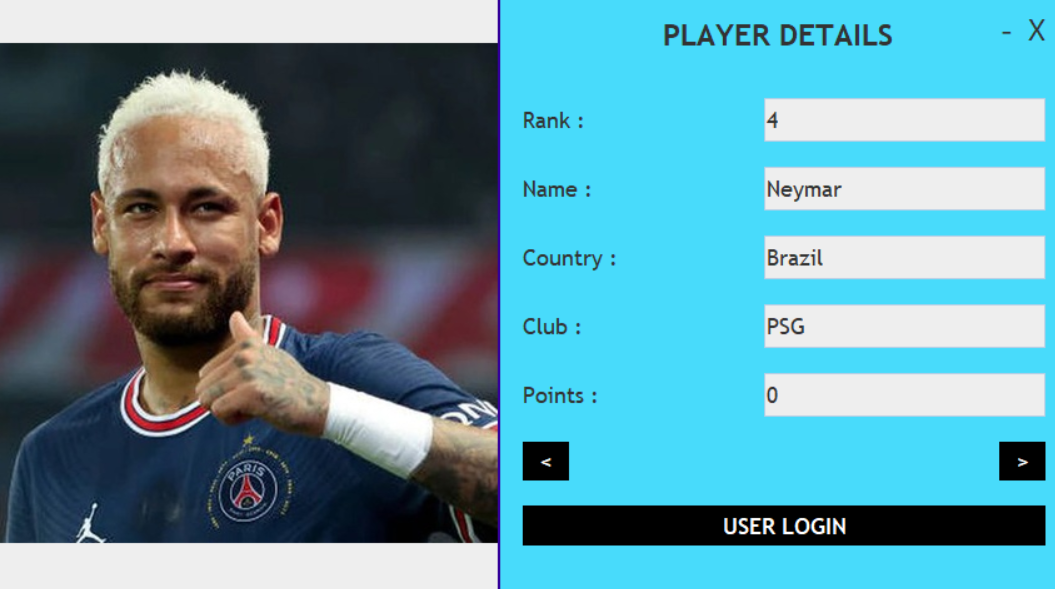 PLAYER DETAILS
- X
Rank : 4
Name : Neymar
Country : Brazil
Club : PSG
Points : 0
< >
USER LOGIN
PARIS